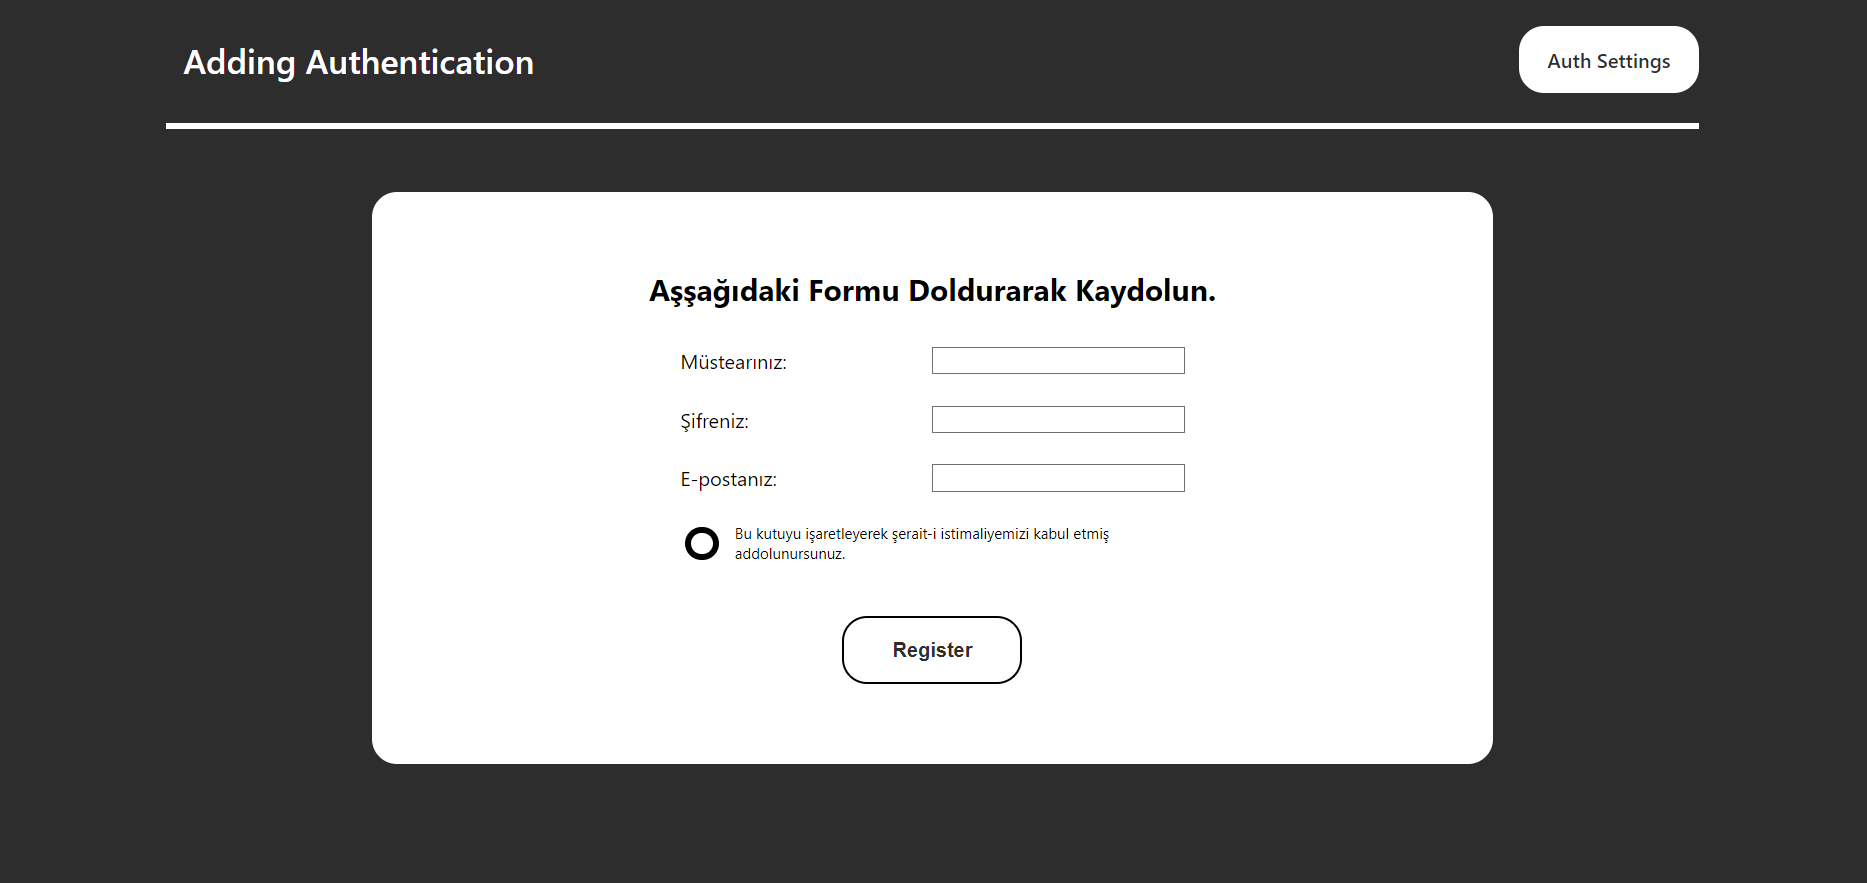 Adding Authentication
Auth Settings
Aşşağıdaki Formu Doldurarak Kaydolun.
Müstearınız:
Şifreniz:
E-postanız:
Bu kutuyu işaretleyerek şerait-i istimaliyemizi kabul etmiş
addolunursunuz.
Register